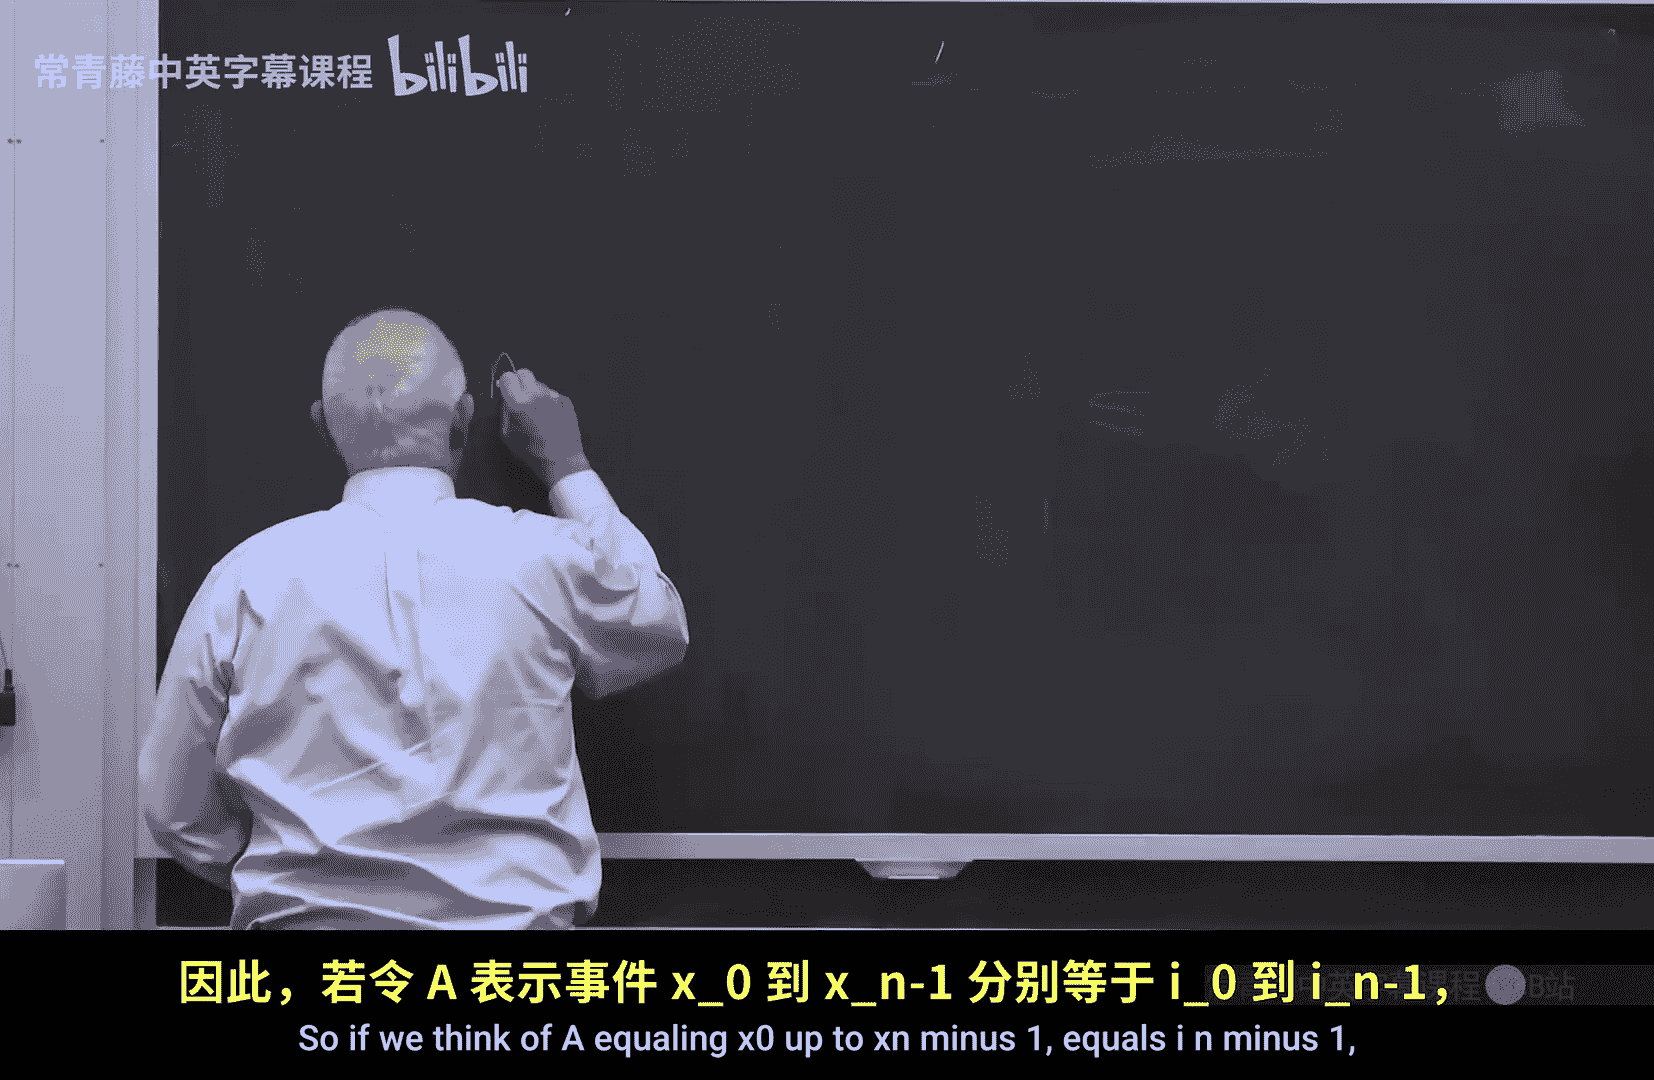 常青藤中英字幕课程 bilibili
因此，若令 A 表示事件 x_0 到 x_n-1 分别等于 i_0 到 i_n-1，
So if we think of A equaling x0 up to xn minus 1, equals i n minus 1,